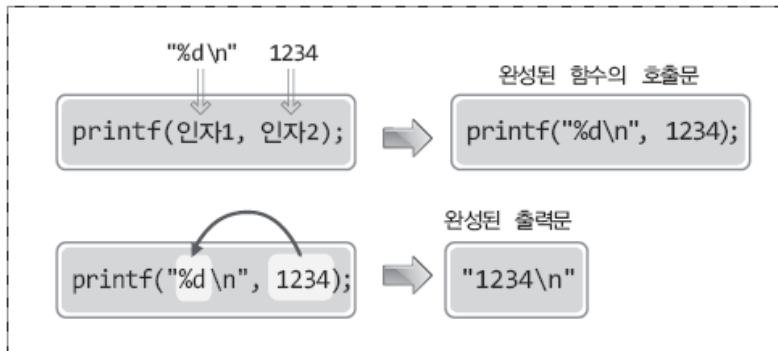 "%d\n" 1234
완성된 함수의 호출문
printf(인자1, 인자2);
printf("%d\n", 1234);
완성된 출력문
printf("%d\n", 1234);
"1234\n"